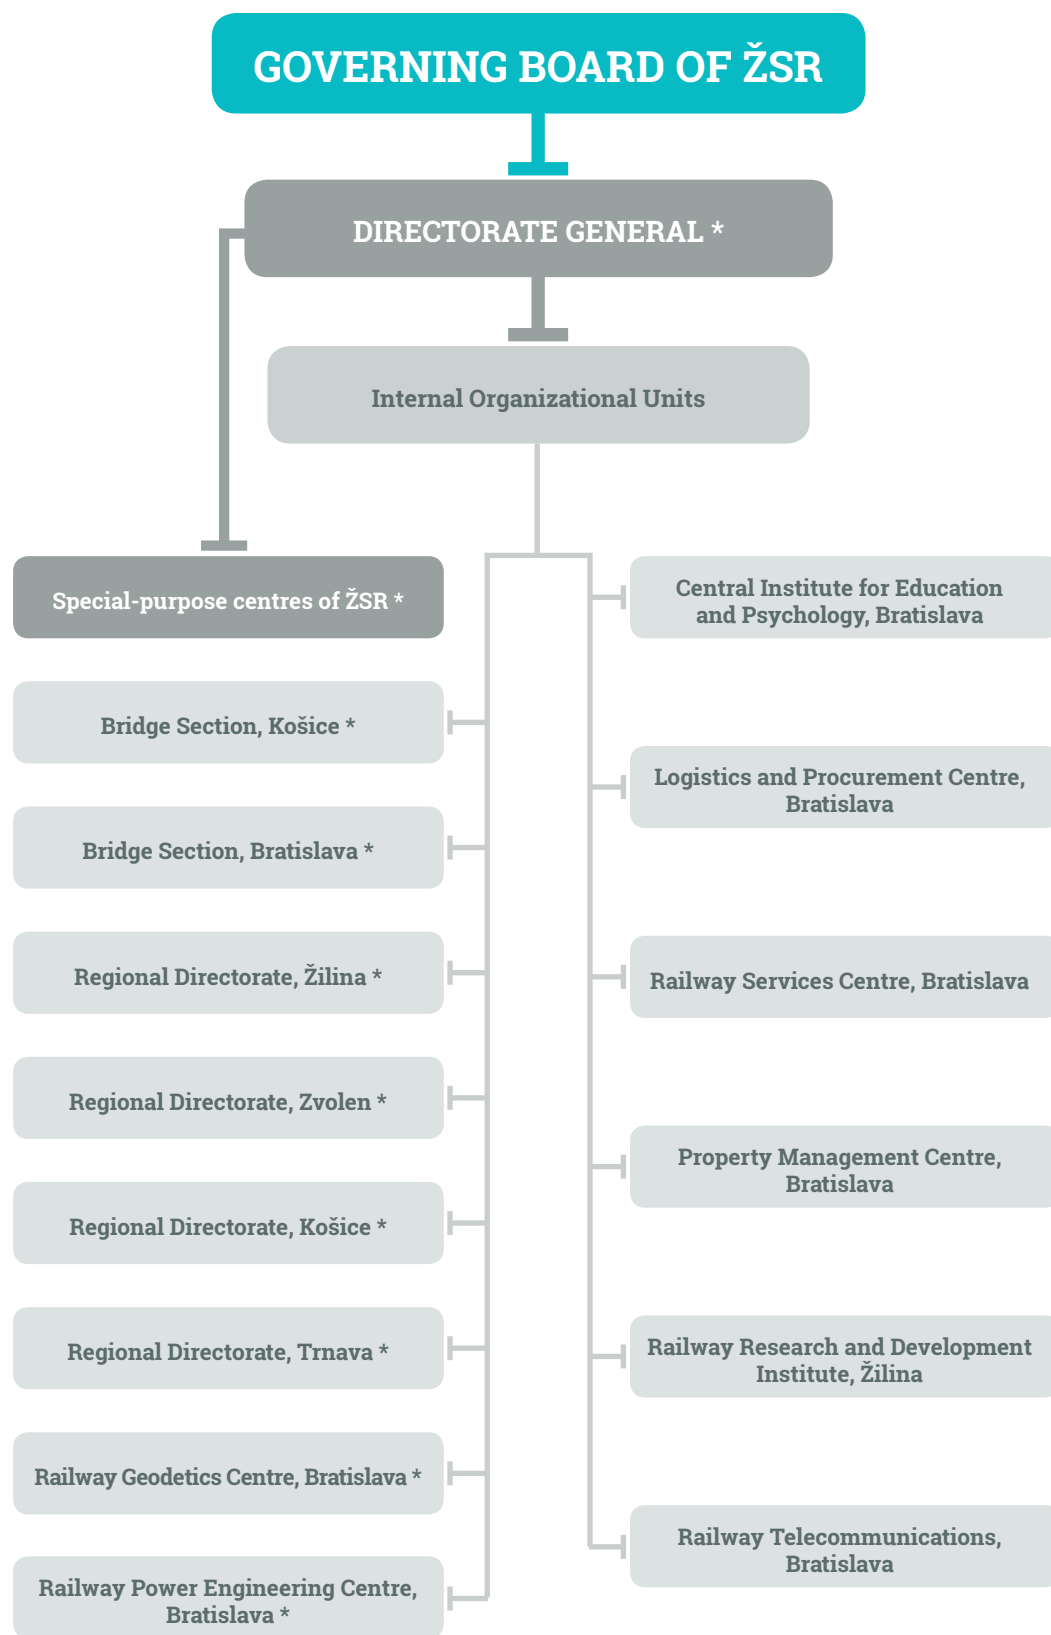 GOVERNING BOARD OF ŽSR
DIRECTORATE GENERAL *
Internal Organizational Units
Special-purpose centres of ŽSR *
Bridge Section, Košice *
Bridge Section, Bratislava *
Regional Directorate, Žilina *
Regional Directorate, Zvolen *
Regional Directorate, Košice *
Regional Directorate, Trnava *
Railway Geodetics Centre, Bratislava *
Railway Power Engineering Centre,
Bratislava *
Central Institute for Education
and Psychology, Bratislava
Logistics and Procurement Centre,
Bratislava
Railway Services Centre, Bratislava
Property Management Centre,
Bratislava
Railway Research and Development
Institute, Žilina
Railway Telecommunications,
Bratislava